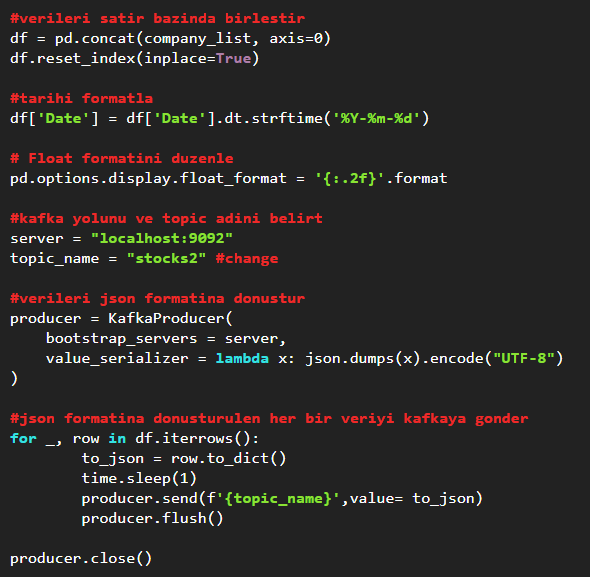 #verileri satir bazinda birlestir
df = pd.concat(company_list, axis=0)
df.reset_index(inplace=True)

#tarihi formatla
df['Date'] = df['Date'].dt.strftime('%Y-%m-%d')

# Float formatini duzenle
pd.options.display.float_format = '{:.2f}'.format

#kafka yolunu ve topic adini belirt
server = "localhost:9092"
topic_name = "stocks2" #change

#verileri json formatina donustur
producer = KafkaProducer(
    bootstrap_servers = server,
    value_serializer = lambda x: json.dumps(x).encode("UTF-8")
)

#json formatina donusturulen her bir veriyi kafkaya gonder
for _, row in df.iterrows():
        to_json = row.to_dict()
        time.sleep(1)
        producer.send(f'{topic_name}',value= to_json)
        producer.flush()

producer.close()